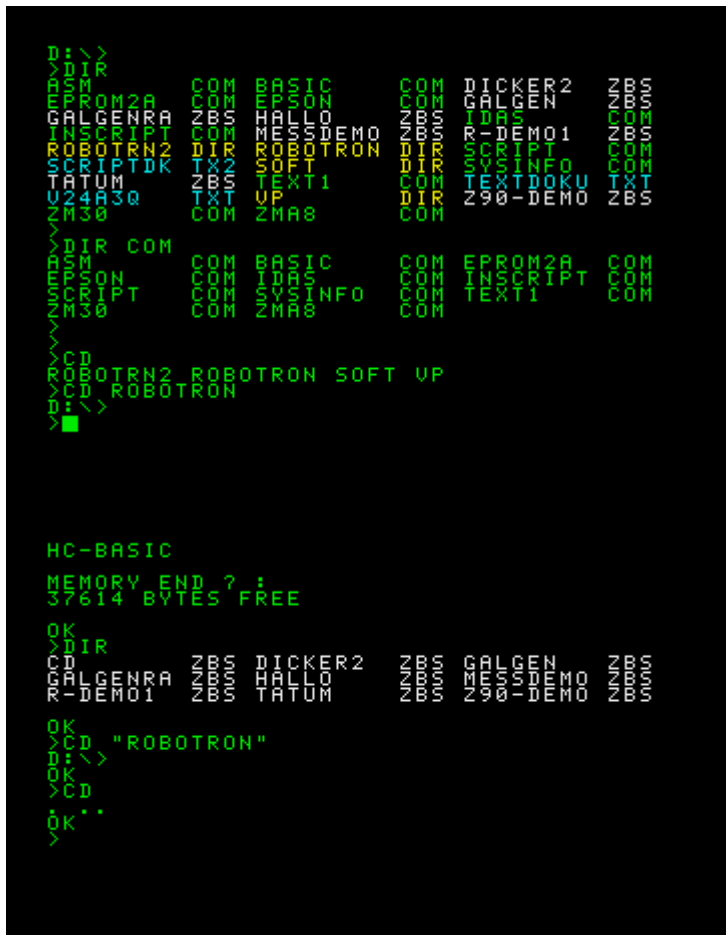 D:\>
>DIR
ASM COM BASIC COM DICKER2 ZBS
EPROM2A COM EPSON COM GALGEN ZBS
GALGENRA ZBS HALLO ZBS IDAS COM
INSCRIPT COM MESSDEMO ZBS R-DEMO1 ZBS
ROBOTRN2 DIR ROBOTRON DIR SCRIPT COM
SCRIPTDK TX2 SOFT DIR SYSINFO COM
TATUM ZBS TEXT1 COM TEXTDOKU TXT
V24A3Q TXT VP DIR Z90-DEMO ZBS
ZM30 COM ZMA8 COM
>
>DIR COM
ASM COM BASIC COM EPROM2A COM
EPSON COM IDAS COM INSCRIPT COM
SCRIPT COM SYSINFO COM TEXT1 COM
ZM30 COM ZMA8 COM
>
>
>CD
ROBOTRN2 ROBOTRON SOFT VP
>CD ROBOTRON
D:\>
>
HC-BASIC
MEMORY END ? :
37614 BYTES FREE
OK
>DIR
CD ZBS DICKER2 ZBS GALGEN ZBS
GALGENRA ZBS HALLO ZBS MESSDEMO ZBS
R-DEMO1 ZBS TATUM ZBS Z90-DEMO ZBS
OK
>CD "ROBOTRON"
D:\>
OK
>CD
. ..
OK
>